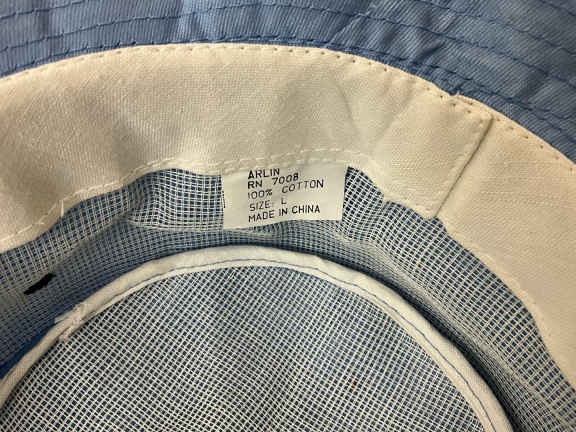 ARLIN
RN 7008
100% COTTON
SIZE: L
MADE IN CHINA